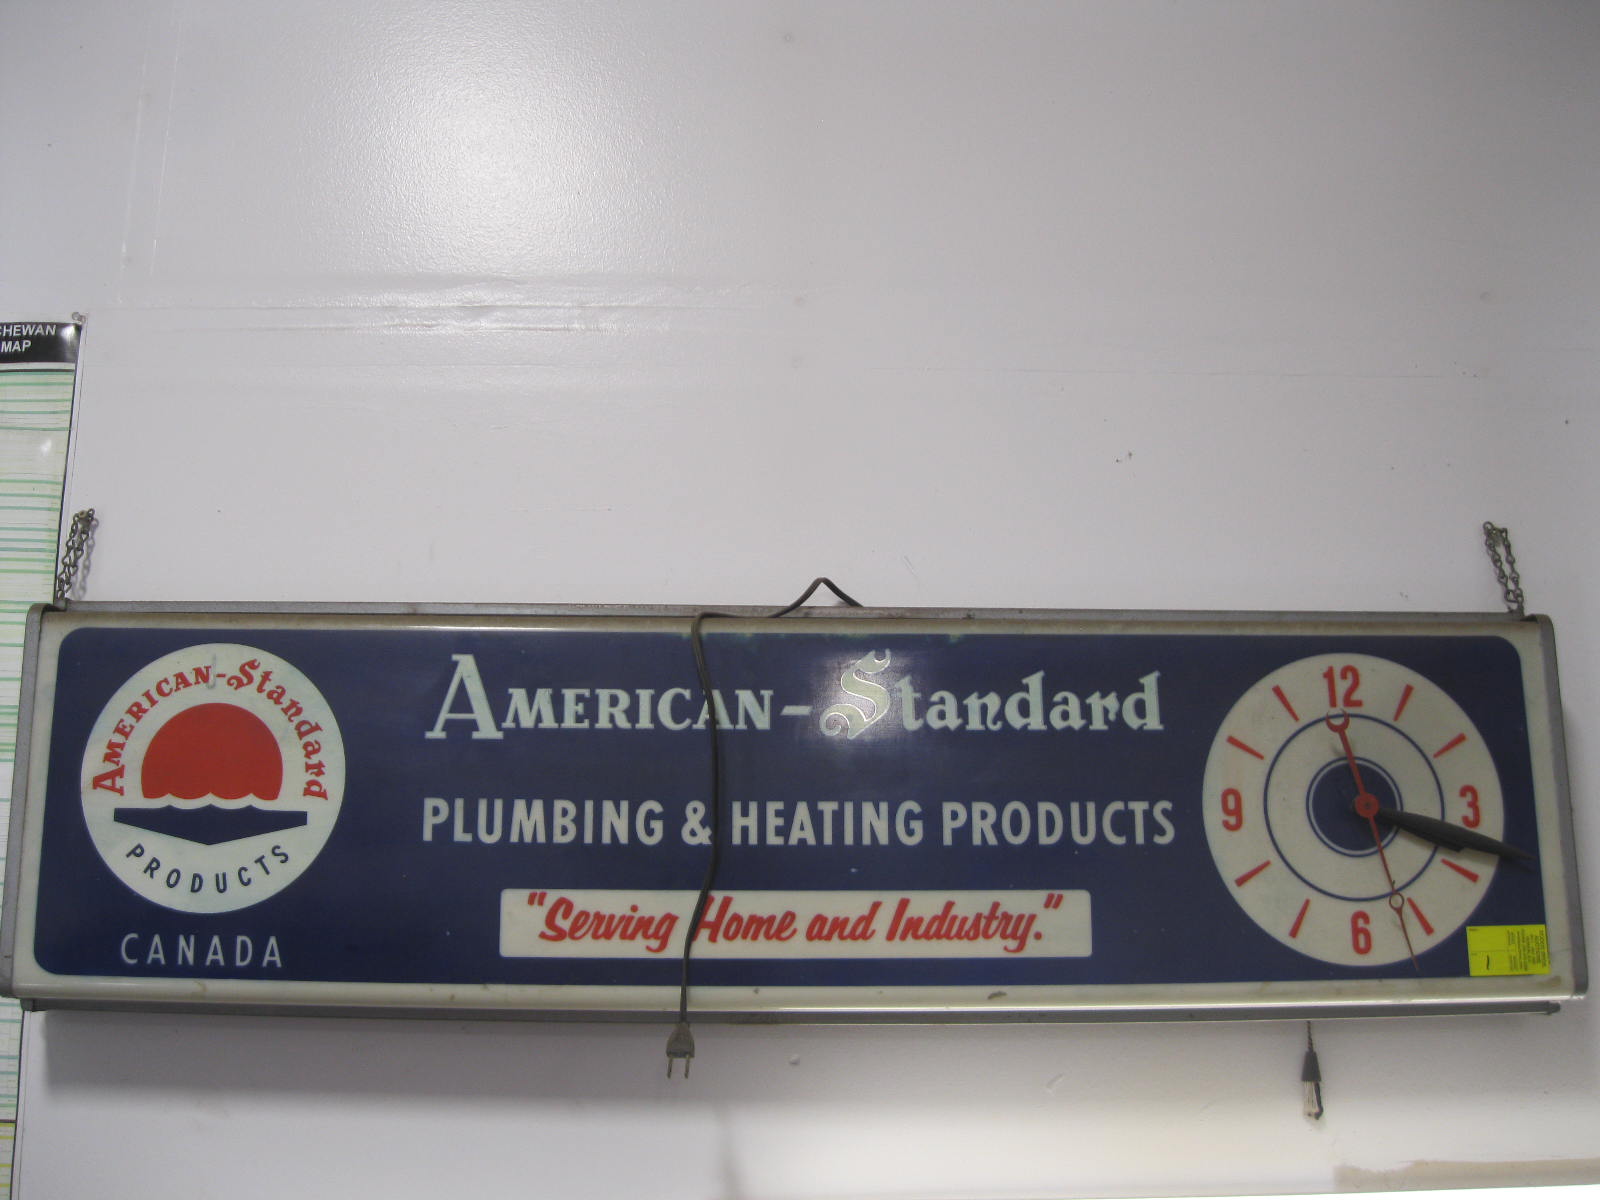 CHEWAN
MAP
AMERICAN-Standard
PRODUCTS
CANADA
AMERICAN-Standard
PLUMBING & HEATING PRODUCTS
"Serving Home and Industry."
12
3
6
9
1